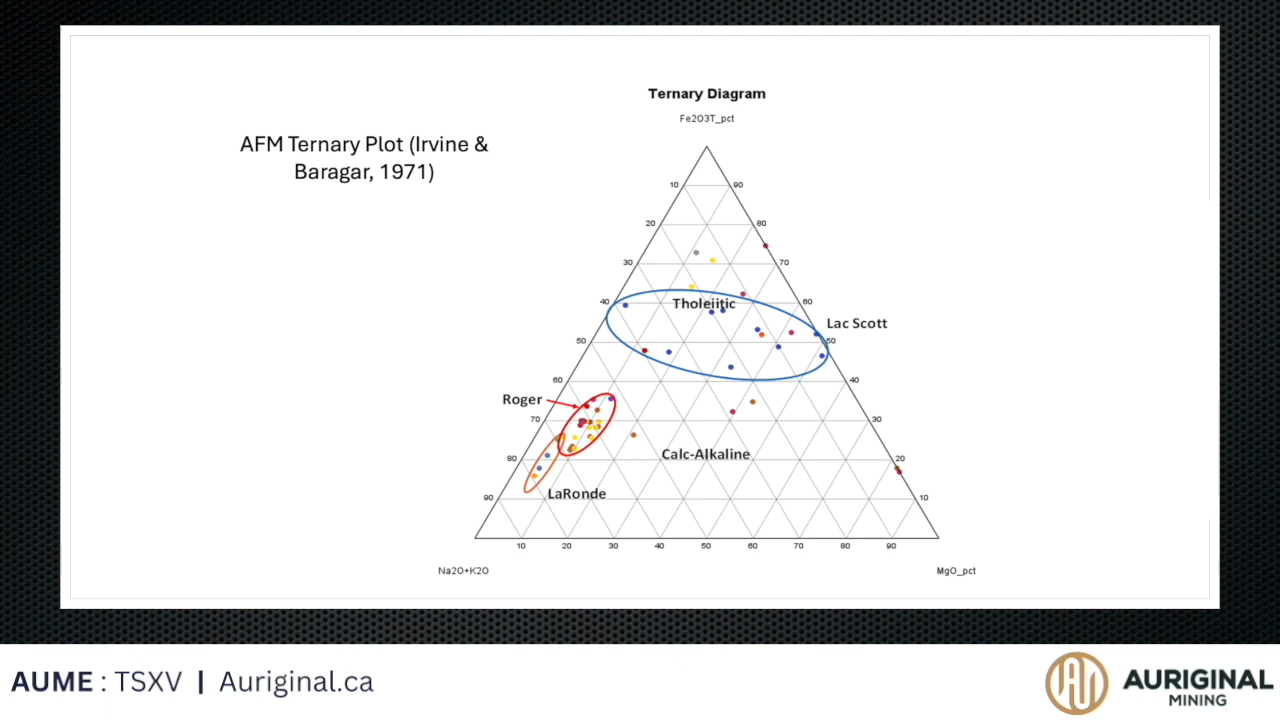 Ternary Diagram
Fe2O3T_pct
AFM Ternary Plot (Irvine &
Baragar, 1971)
10 90
20 80
30 70
40 60
Tholeiitic
Lac Scott
50 50
60 40
Roger
70 30
Calc-Alkaline
80 20
LaRonde
90 10
10 20 30 40 50 60 70 80 90
Na2O+K2O MgO_pct
AUME : TSXV | Auriginal.ca
AURIGINAL
MINING